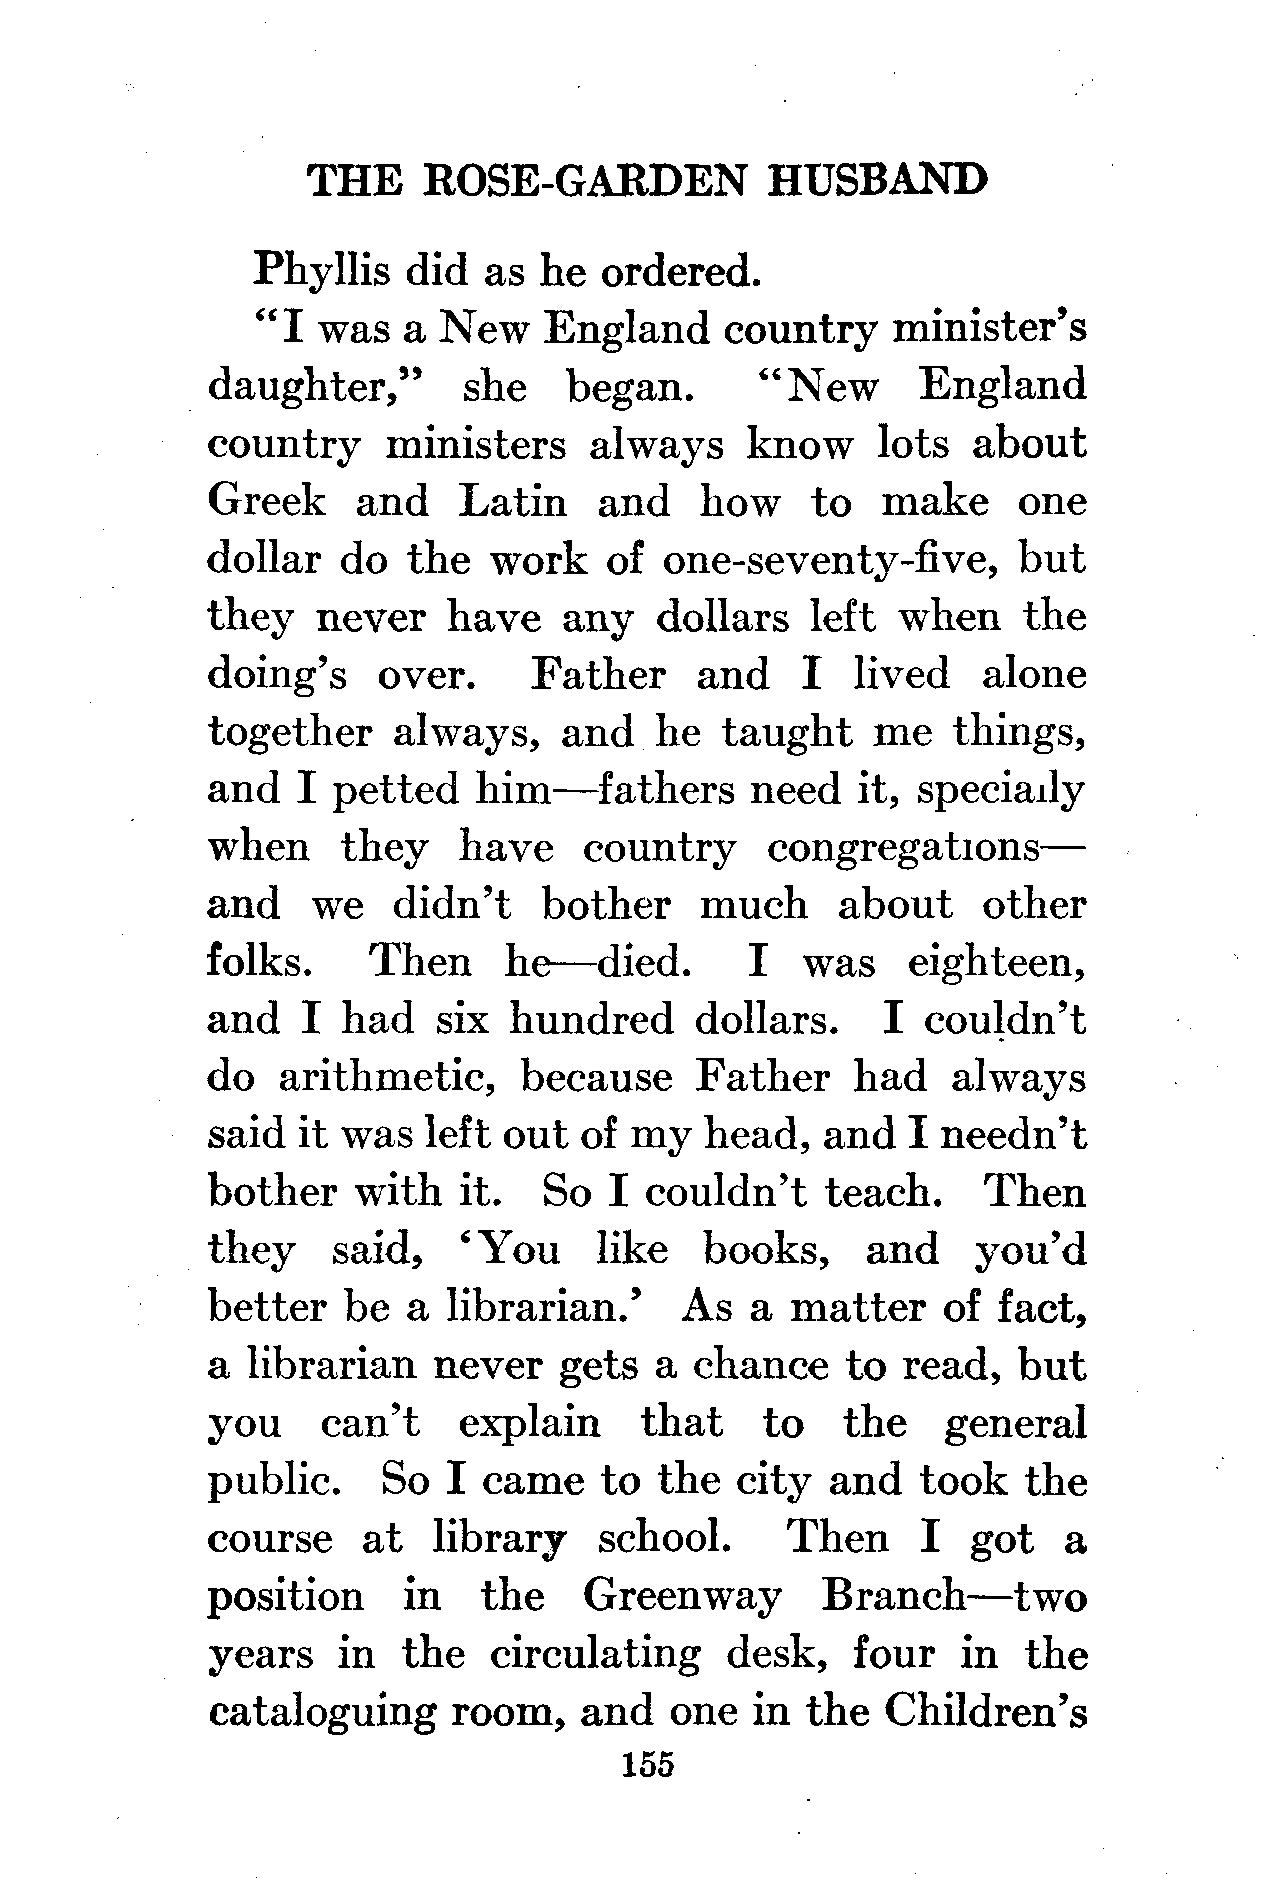 THE ROSE-GARDEN HUSBAND
Phyllis did as he ordered.
"I was a New England country minister's
daughter," she began. "New England
country ministers always know lots about
Greek and Latin and how to make one
dollar do the work of one-seventy-five, but
they never have any dollars left when the
doing's over. Father and I lived alone
together always, and he taught me things,
and I petted him—fathers need it, specially
when they have country congregations—
and we didn't bother much about other
folks. Then he—died. I was eighteen,
and I had six hundred dollars. I couldn't
do arithmetic, because Father had always
said it was left out of my head, and I needn't
bother with it. So I couldn't teach. Then
they said, 'You like books, and you'd
better be a librarian.' As a matter of fact,
a librarian never gets a chance to read, but
you can't explain that to the general
public. So I came to the city and took the
course at library school. Then I got a
position in the Greenway Branch—two
years in the circulating desk, four in the
cataloguing room, and one in the Children's
155